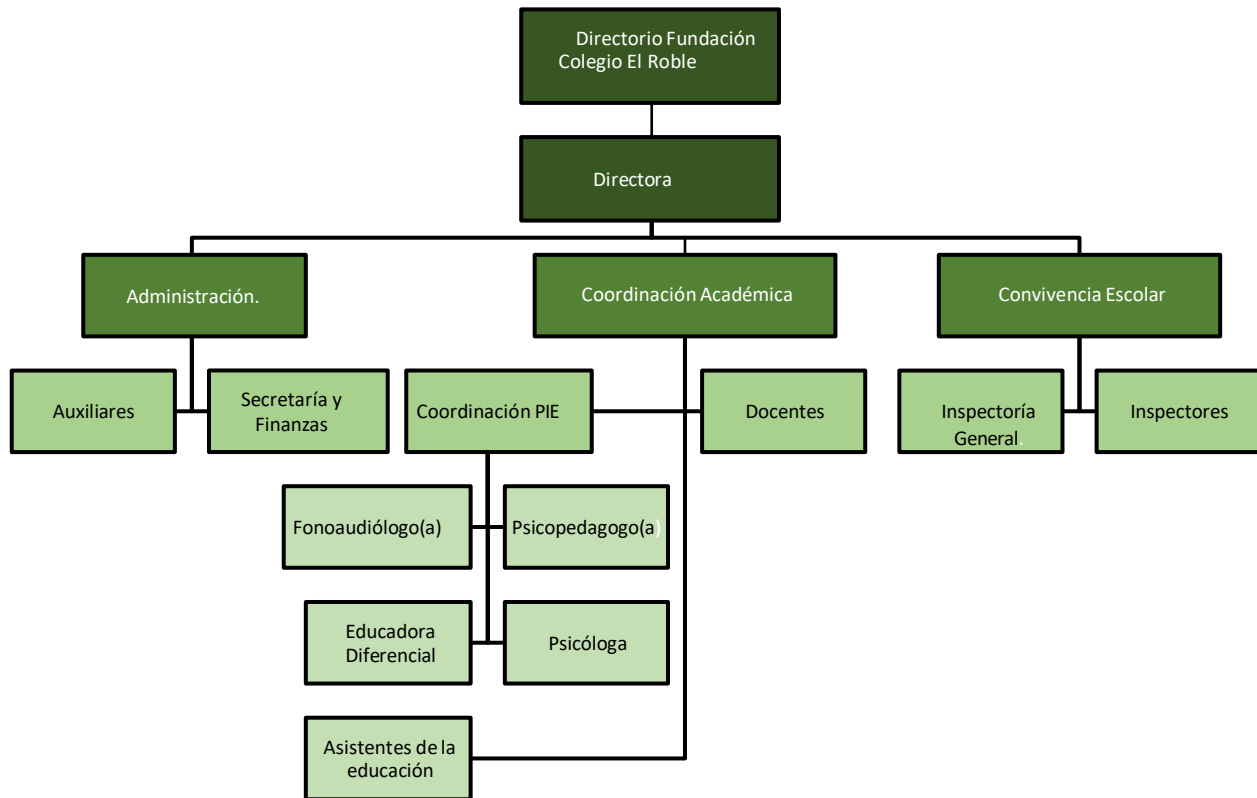 Directorio Fundación
Colegio El Roble
Directora
Administración.
Coordinación Académica
Convivencia Escolar
Auxiliares
Secretaría y
Finanzas
Coordinación PIE
Docentes
Inspectoría
General.
Inspectores
Fonoaudiólogo(a)
Psicopedagogo(a)
Educadora
Diferencial
Psicóloga
Asistentes de la
educación